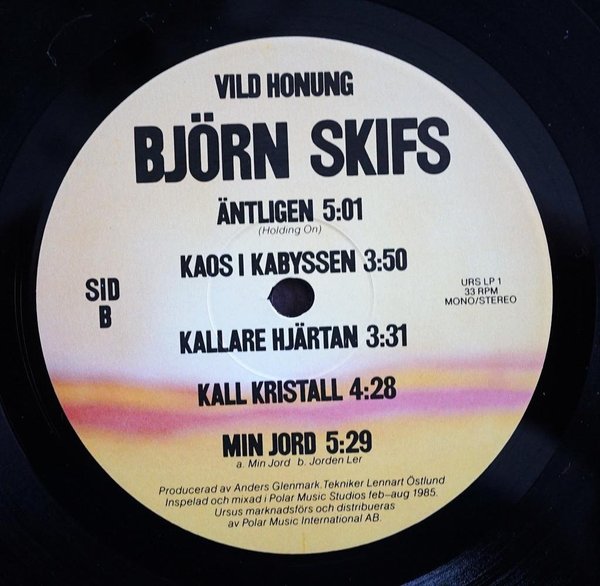 VILD HONUNG
BJÖRN SKIFS
ÄNTLIGEN 5:01
(Holding On)
KAOS I KABYSSEN 3:50
SID
B
URS LP 1
33 RPM
MONO/STEREO
KALLARE HJÄRTAN 3:31
KALL KRISTALL 4:28
MIN JORD 5:29
a. Min Jord b. Jorden Ler
Producerad av Anders Glenmark. Tekniker Lennart Östlund
Inspelad och mixad i Polar Music Studios feb–aug 1985.
Ursus marknadsförs och distribueras
av Polar Music International AB.